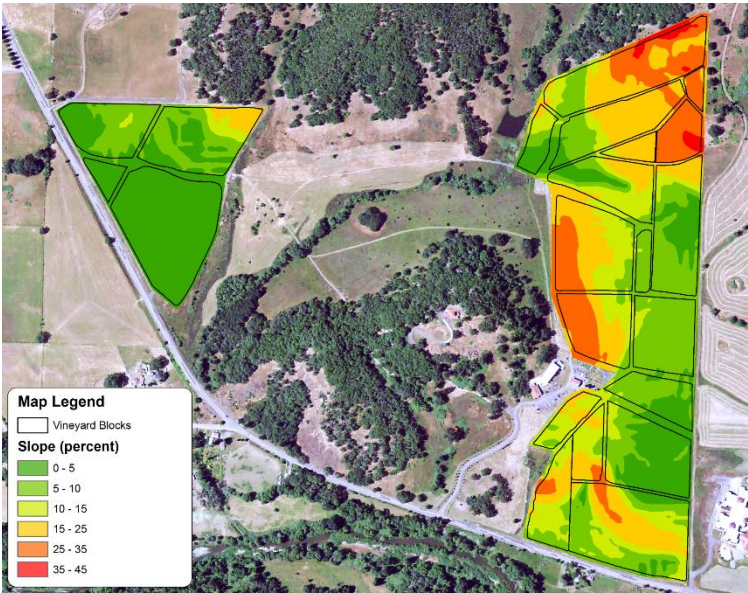 Map Legend
Vineyard Blocks
Slope (percent)
0 - 5
5 - 10
10 - 15
15 - 25
25 - 35
35 - 45